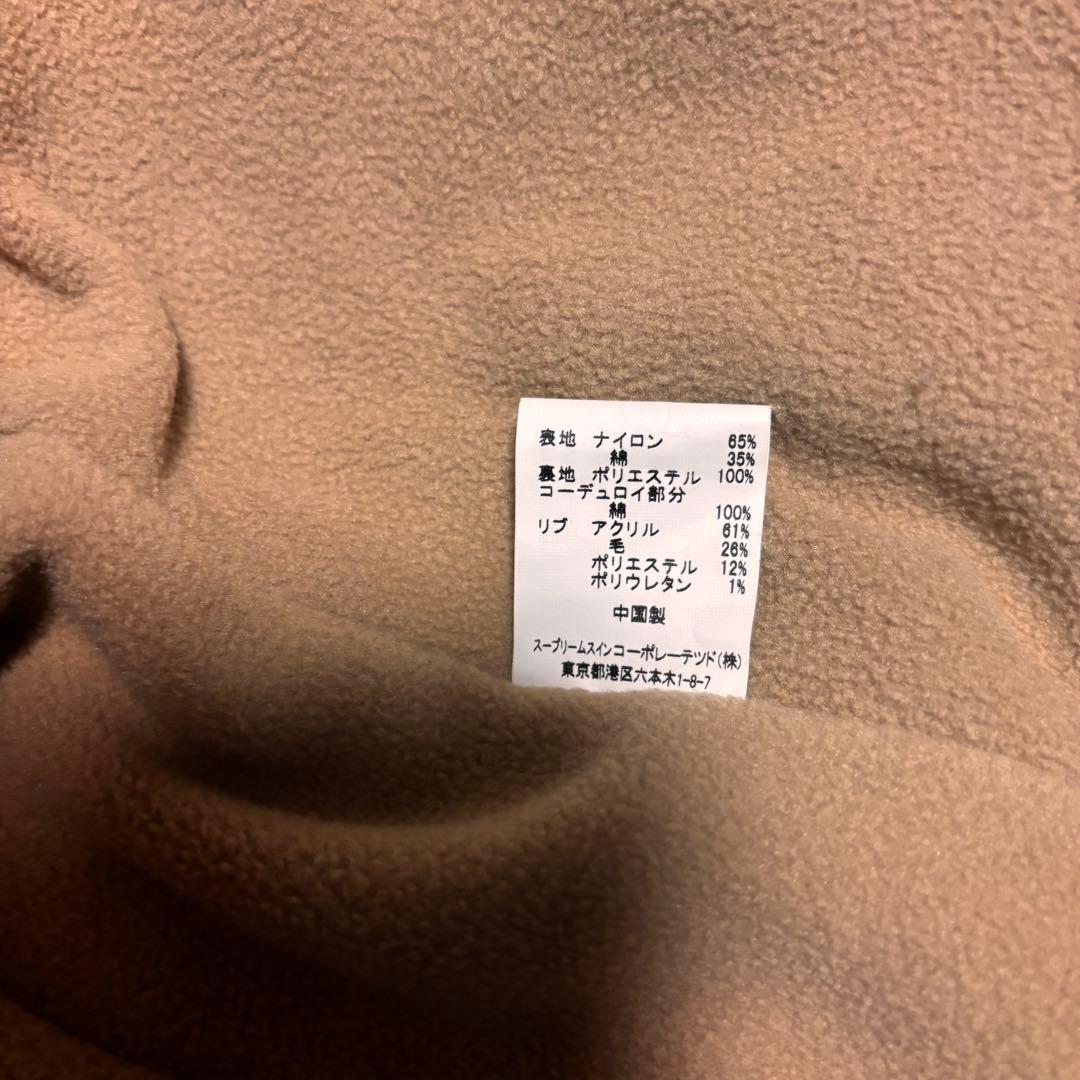 表地 ナイロン 65%
綿 35%
裏地 ポリエステル 100%
コーデュロイ部分
綿 100%
リブ アクリル 61%
毛 26%
ポリエステル 12%
ポリウレタン 1%
中国製
スープリームスインコーポレーテッド(株)
東京都港区六本木1-8-7